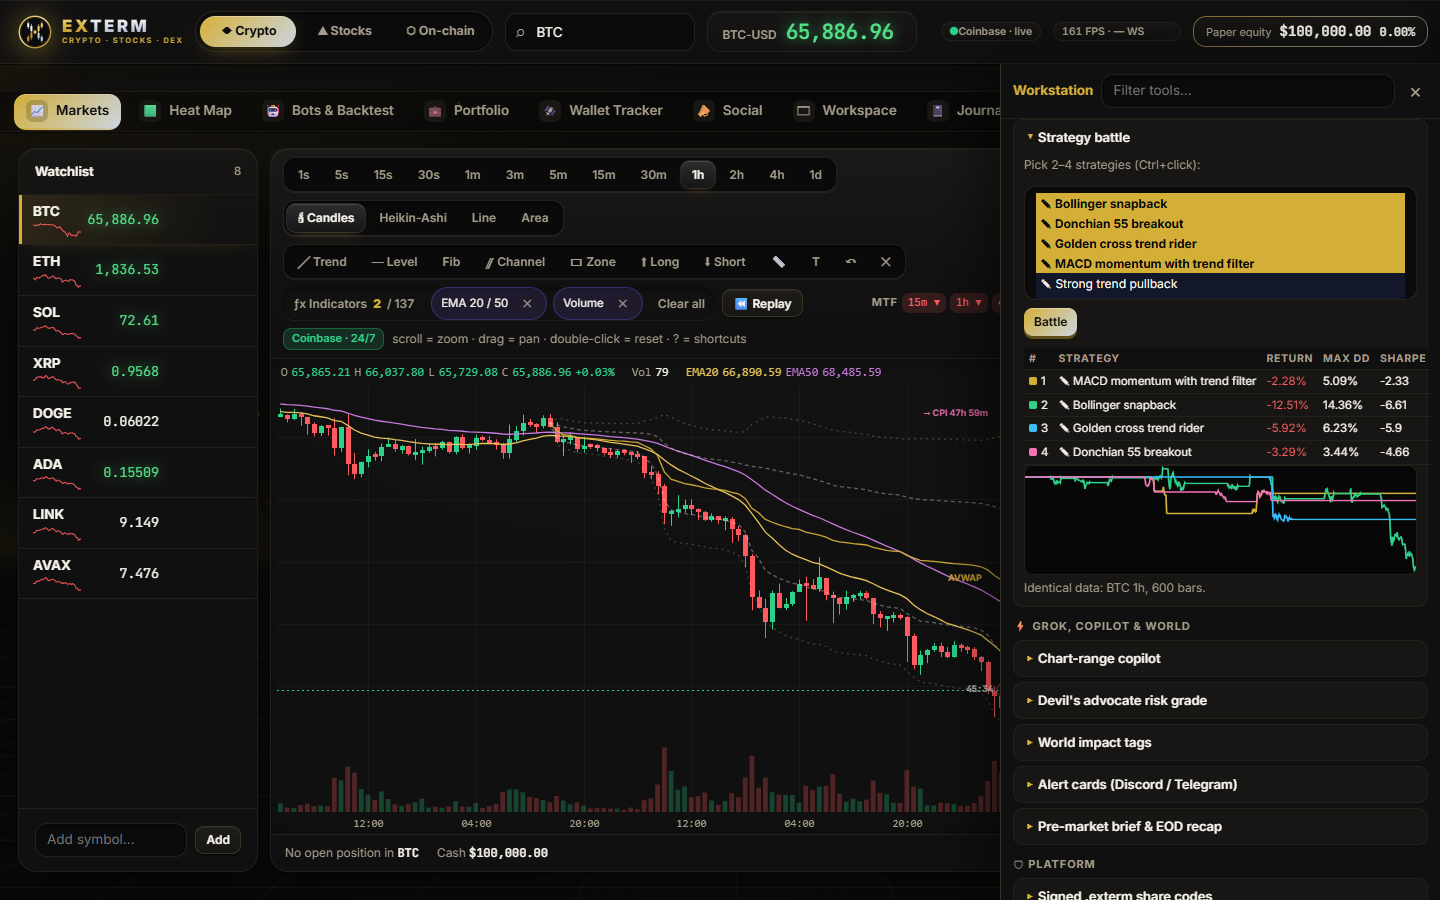 EXTERM
CRYPTO · STOCKS · DEX
Crypto
Stocks
On-chain
BTC
BTC-USD 65,886.96
Coinbase · live
161 FPS · — WS
Paper equity $100,000.00 0.00%
Markets
Heat Map
Bots & Backtest
Portfolio
Wallet Tracker
Social
Workspace
Journa
Watchlist 8
BTC 65,886.96
ETH 1,836.53
SOL 72.61
XRP 0.9568
DOGE 0.06022
ADA 0.15509
LINK 9.149
AVAX 7.476
Add symbol... Add
1s 5s 15s 30s 1m 3m 5m 15m 30m 1h 2h 4h 1d
Candles Heikin-Ashi Line Area
Trend Level Fib Channel Zone Long Short T
ƒx Indicators 2 / 137 EMA 20 / 50 ✕ Volume ✕ Clear all Replay MTF 15m ▼ 1h ▼
Coinbase · 24/7 scroll = zoom · drag = pan · double-click = reset · ? = shortcuts
O 65,865.21 H 66,037.80 L 65,729.08 C 65,886.96 +0.03% Vol 79 EMA20 66,890.59 EMA50 68,485.59
→ CPI 47h 59m
AVWAP
12:00 04:00 20:00 12:00 04:00 20:00
No open position in BTC Cash $100,000.00
Workstation Filter tools... ✕
Strategy battle
Pick 2–4 strategies (Ctrl+click):
Bollinger snapback
Donchian 55 breakout
Golden cross trend rider
MACD momentum with trend filter
Strong trend pullback
Battle
# STRATEGY RETURN MAX DD SHARPE
1 MACD momentum with trend filter -2.28% 5.09% -2.33
2 Bollinger snapback -12.51% 14.36% -6.61
3 Golden cross trend rider -5.92% 6.23% -5.9
4 Donchian 55 breakout -3.29% 3.44% -4.66
Identical data: BTC 1h, 600 bars.
GROK, COPILOT & WORLD
Chart-range copilot
Devil's advocate risk grade
World impact tags
Alert cards (Discord / Telegram)
Pre-market brief & EOD recap
PLATFORM
Signed .exterm share codes